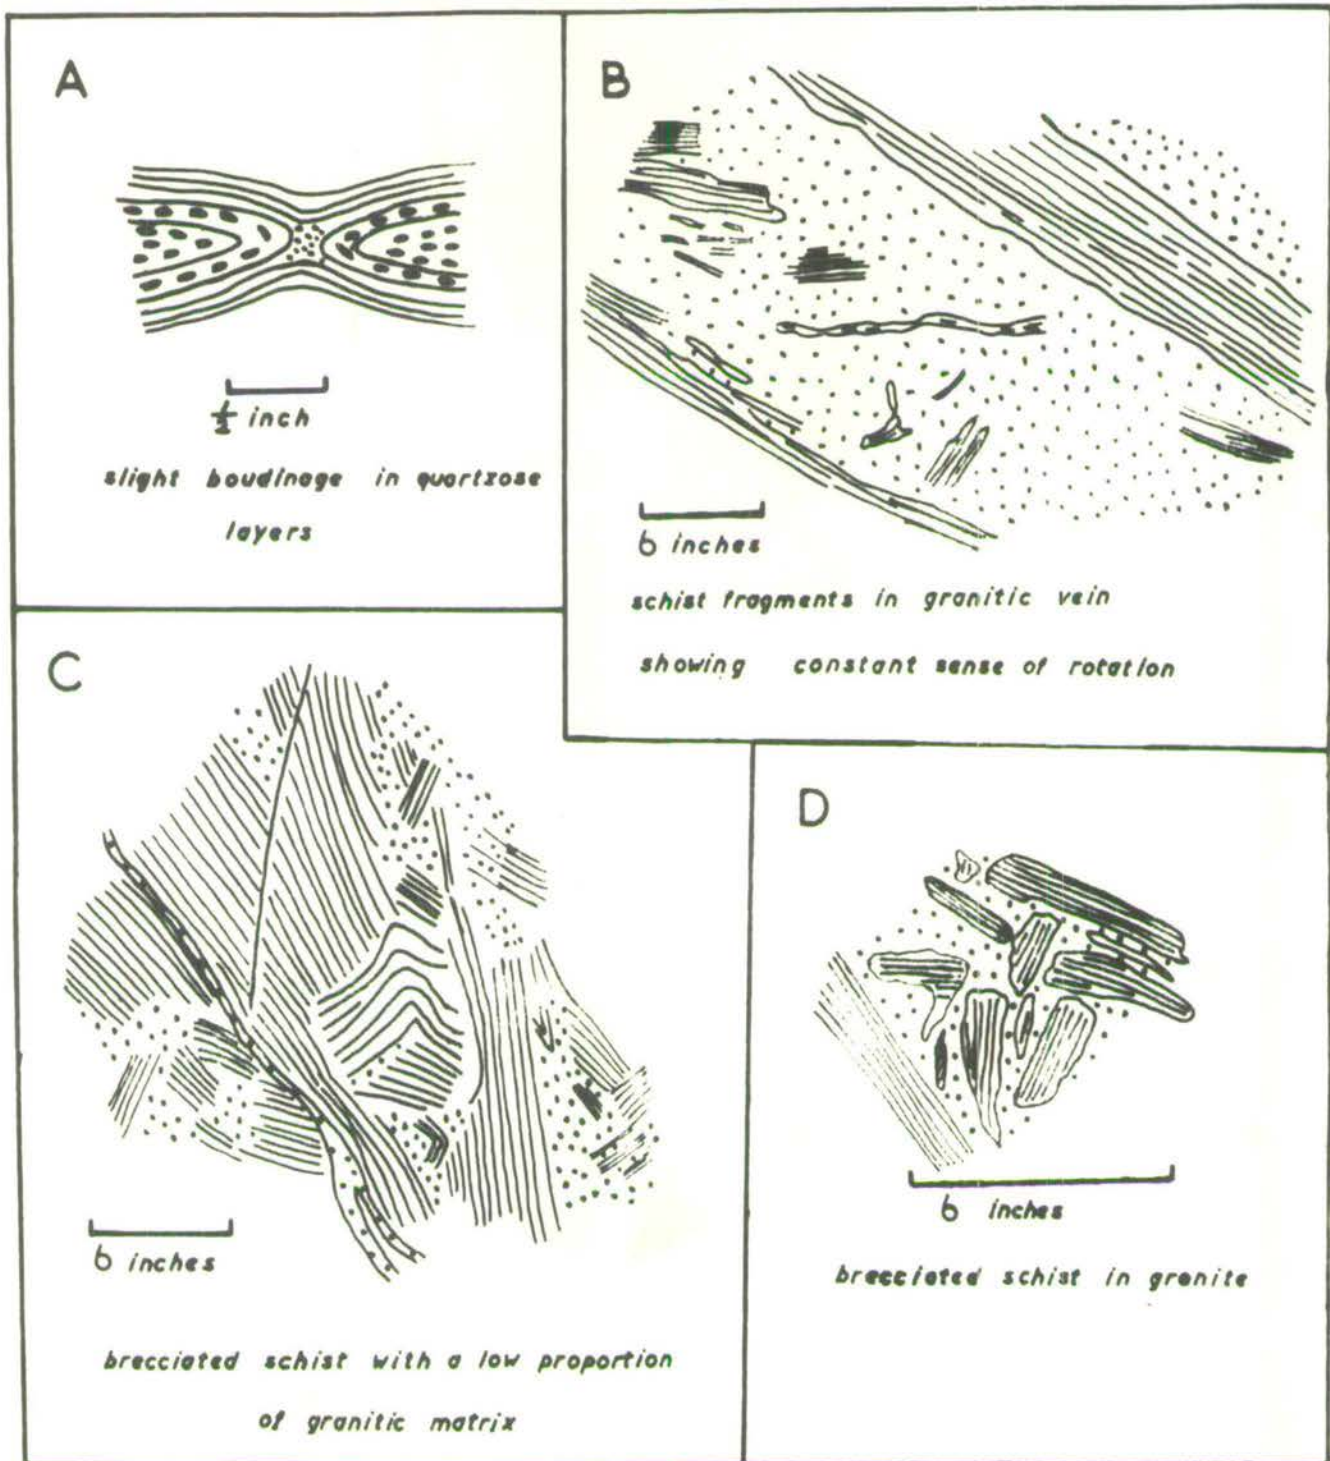 A
½ inch
slight boudinage in quartzose
layers
B
6 inches
schist fragments in granitic vein
showing constant sense of rotation
C
6 inches
brecciated schist with a low proportion
of granitic matrix
D
6 inches
brecciated schist in granite